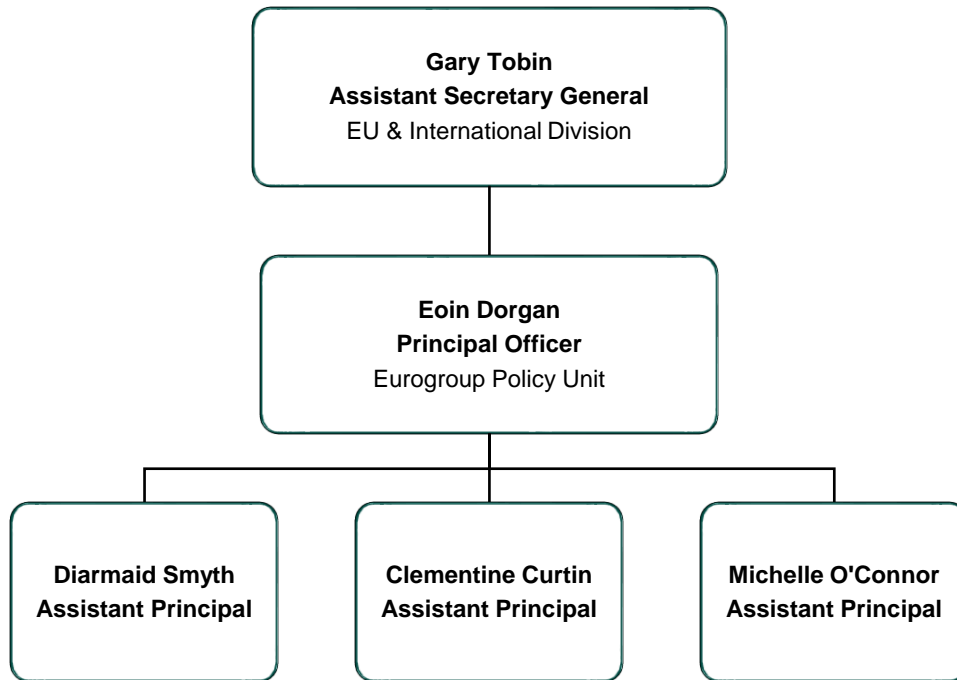 Gary Tobin
Assistant Secretary General
EU & International Division
Eoin Dorgan
Principal Officer
Eurogroup Policy Unit
Diarmaid Smyth
Assistant Principal
Clementine Curtin
Assistant Principal
Michelle O'Connor
Assistant Principal